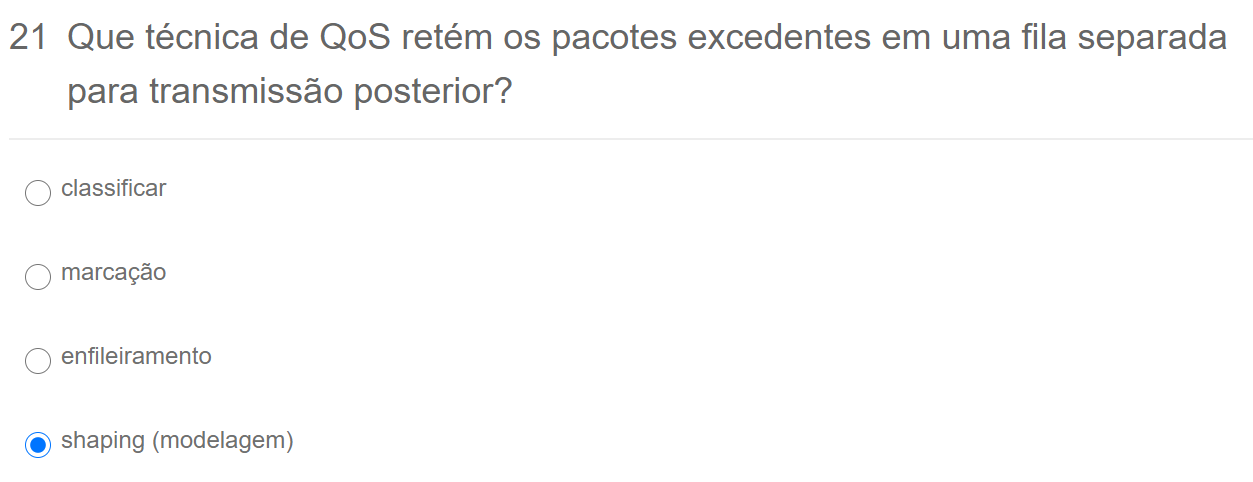 21 Que técnica de QoS retém os pacotes excedentes em uma fila separada
para transmissão posterior?
classificar
marcação
enfileiramento
shaping (modelagem)